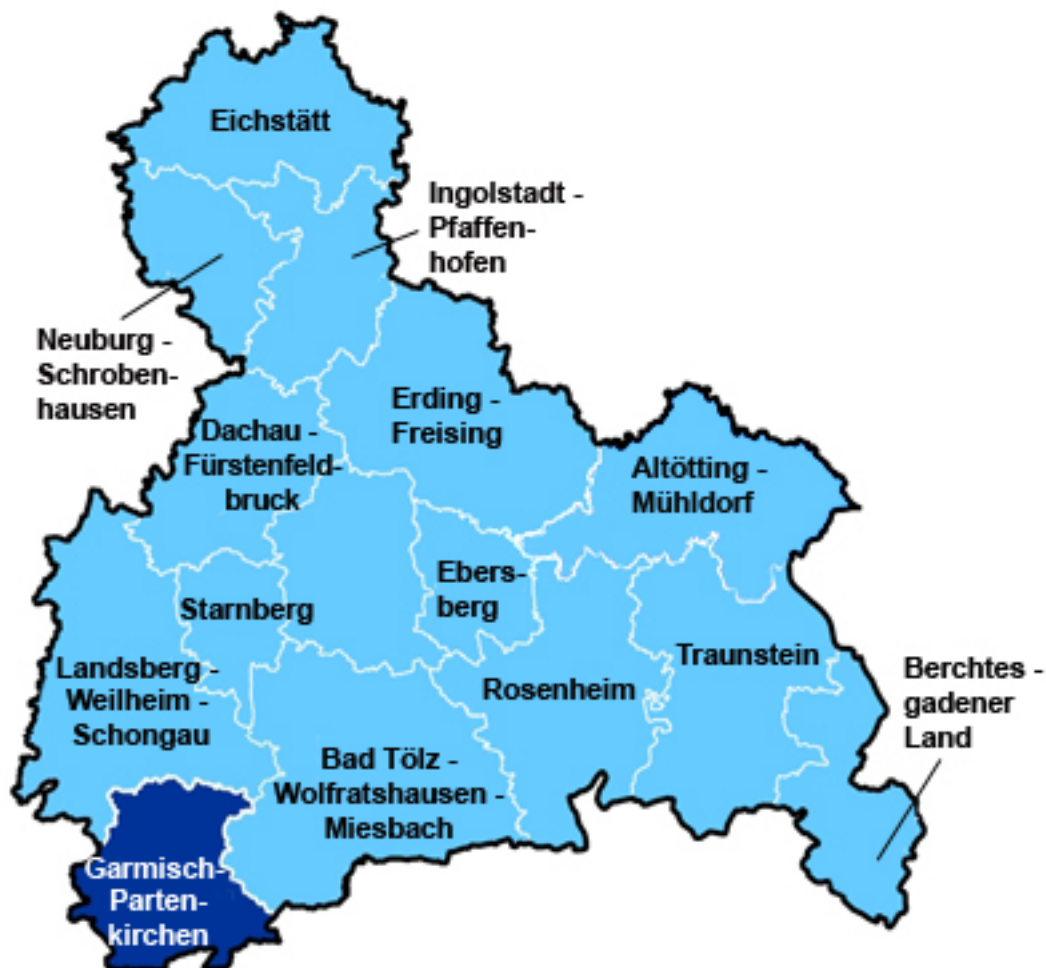 Eichstätt
Ingolstadt -
Pfaffen-
hofen
Neuburg -
Schroben-
hausen
Erding -
Freising
Dachau -
Fürstenfeld-
bruck
Altötting -
Mühldorf
Ebers-
berg
Starnberg
Landsberg -
Weilheim -
Schongau
Rosenheim
Traunstein
Berchtes -
gadener
Land
Bad Tölz -
Wolfratshausen -
Miesbach
Garmisch-
Parten-
kirchen